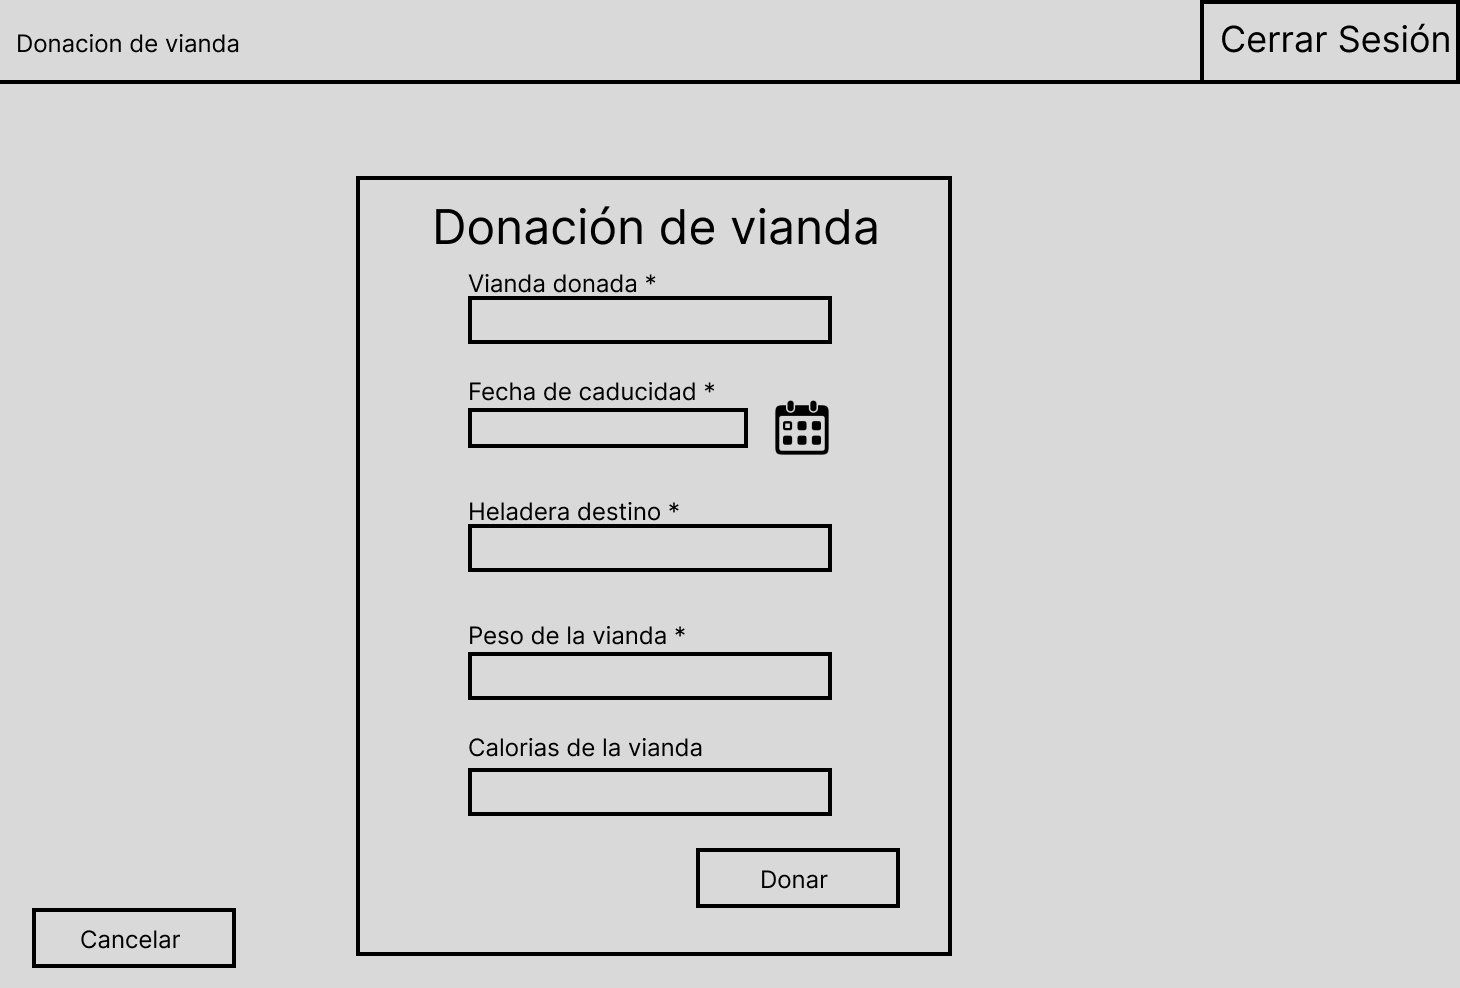 Donacion de vianda
Cerrar Sesión
Donación de vianda
Vianda donada *
Fecha de caducidad *
Heladera destino *
Peso de la vianda *
Calorias de la vianda
Donar
Cancelar